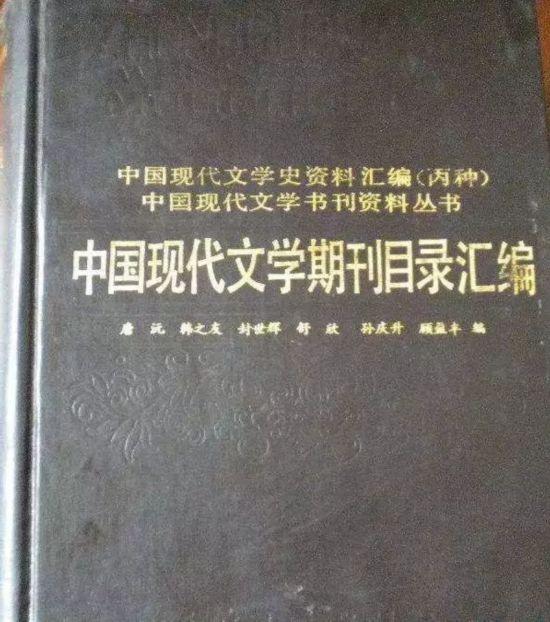 中国现代文学史资料汇编(丙种)
中国现代文学书刊资料丛书
中国现代文学期刊目录汇编
唐沅 韩之友 封世辉 舒欣 孙庆升 顾盈丰 编